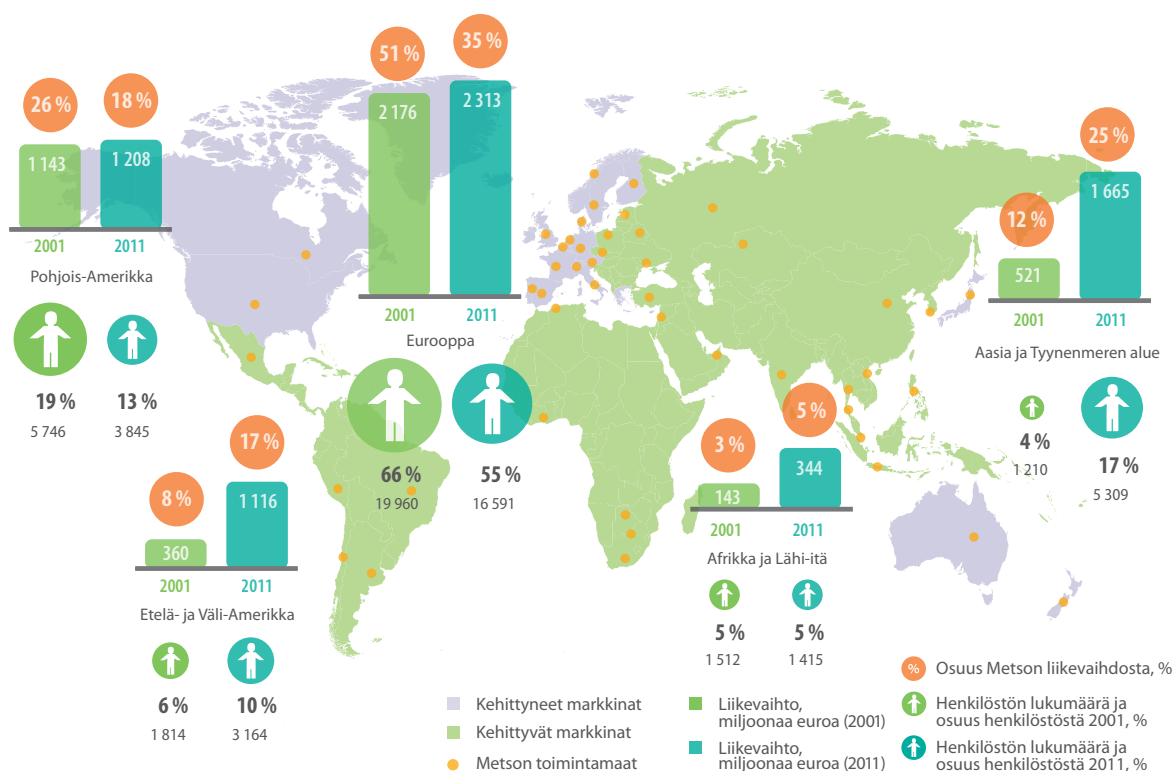 26 %
18 %
1 143
1 208
2001
2011
Pohjois-Amerikka
19 %
13 %
5 746
3 845
51 %
35 %
2 176
2 313
2001
2011
Eurooppa
66 %
55 %
19 960
16 591
12 %
25 %
521
1 665
2001
2011
Aasia ja Tyynenmeren alue
4 %
17 %
1 210
5 309
8 %
17 %
360
1 116
2001
2011
Etelä- ja Väli-Amerikka
6 %
10 %
1 814
3 164
3 %
5 %
143
344
2001
2011
Afrikka ja Lähi-itä
5 %
5 %
1 512
1 415
Kehittyneet markkinat
Kehittyvät markkinat
Metson toimintamaat
Liikevaihto,
miljoonaa euroa (2001)
Liikevaihto,
miljoonaa euroa (2011)
% Osuus Metson liikevaihdosta, %
Henkilöstön lukumäärä ja
osuus henkilöstöstä 2001, %
Henkilöstön lukumäärä ja
osuus henkilöstöstä 2011, %